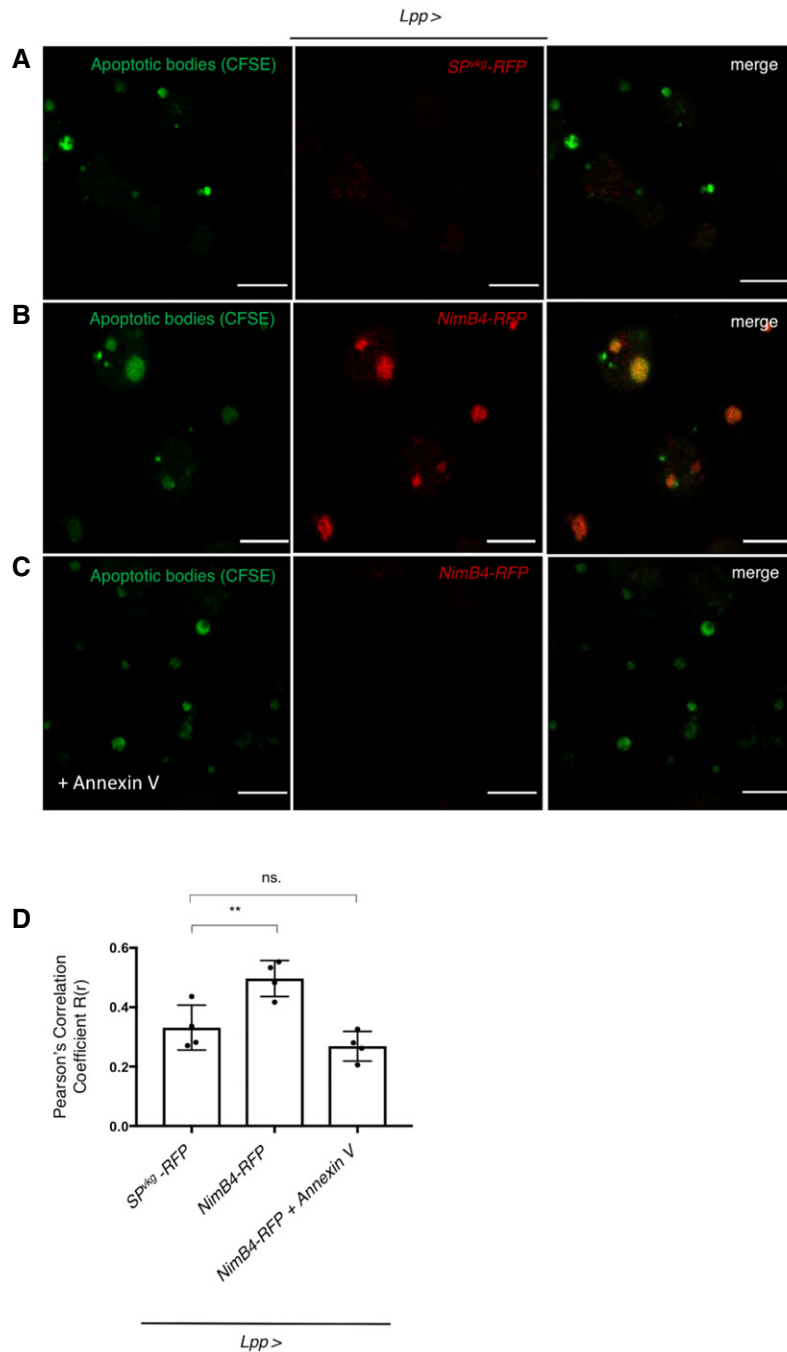 Lpp >
A
Apoptotic bodies (CFSE)
SPvkg-RFP
merge
B
Apoptotic bodies (CFSE)
NimB4-RFP
merge
C
Apoptotic bodies (CFSE)
NimB4-RFP
merge
+ Annexin V
D
ns.
**
Pearson's Correlation
Coefficient R(r)
0.6
0.4
0.2
0.0
SPvkg -RFP
NimB4-RFP
NimB4-RFP + Annexin V
Lpp >